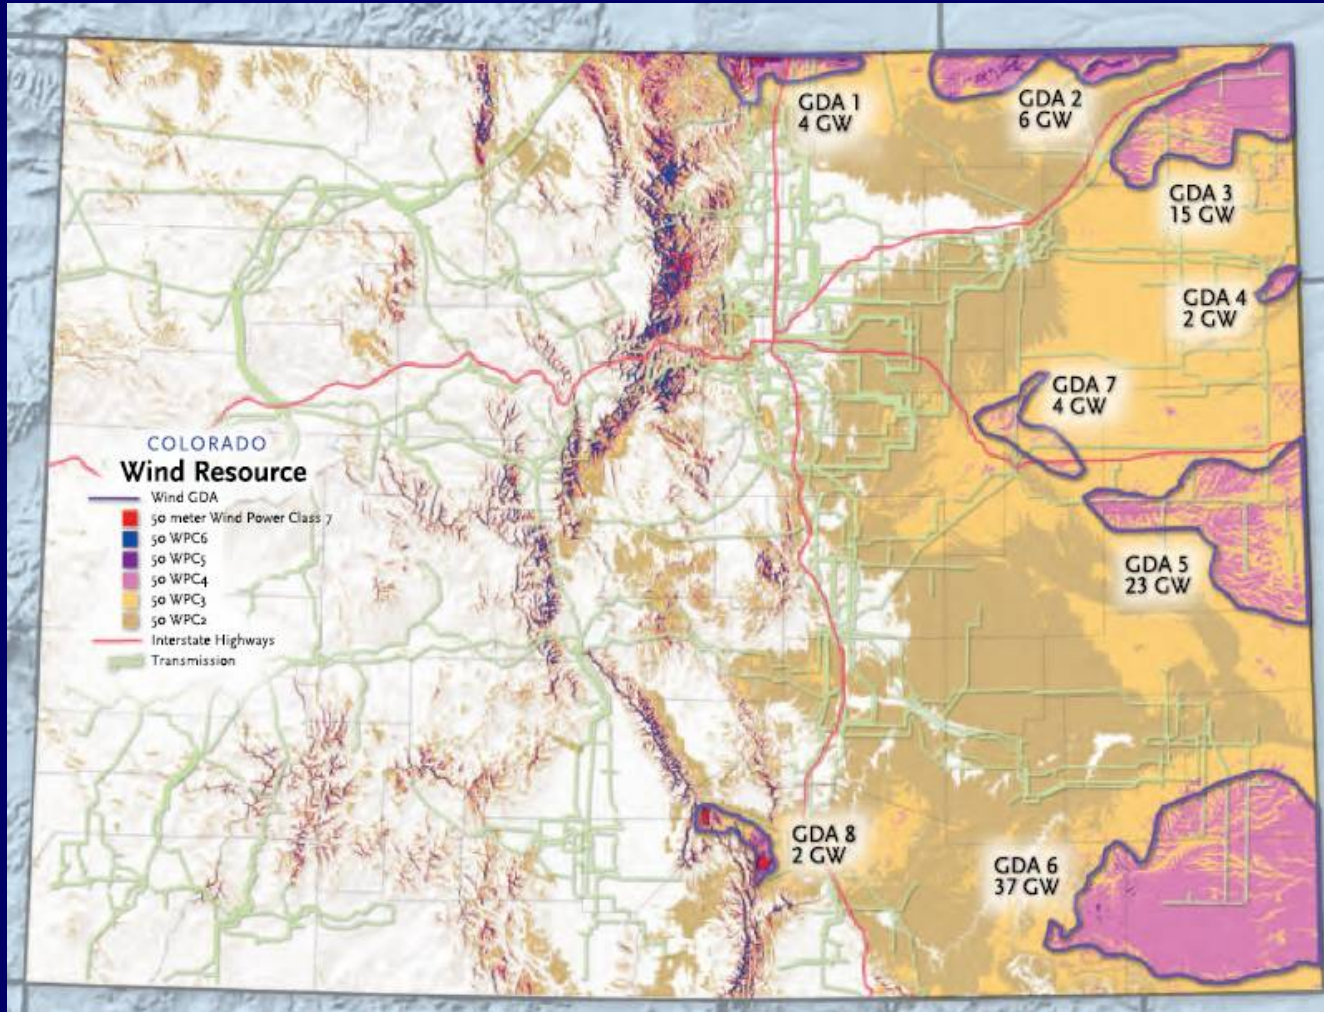 GDA 1
4 GW
GDA 2
6 GW
GDA 3
15 GW
GDA 4
2 GW
GDA 7
4 GW
COLORADO
Wind Resource
Wind GDA
50 meter Wind Power Class 7
50 WPC6
50 WPC5
50 WPC4
50 WPC3
50 WPC2
Interstate Highways
Transmission
GDA 5
23 GW
GDA 8
2 GW
GDA 6
37 GW